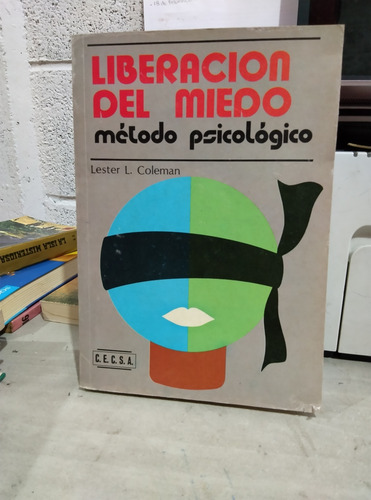 LIBERACION
DEL MIEDO
método psicológico
Lester L. Coleman
C.E.C.S.A.
LA ISLA MISTERIOSA